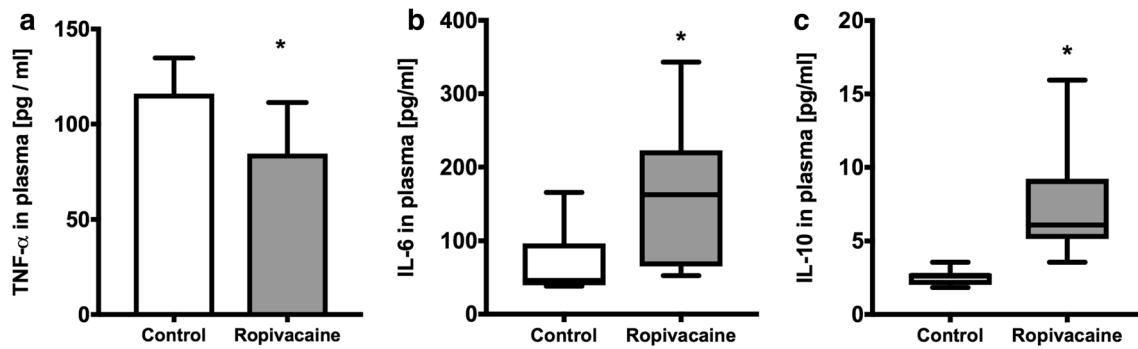 a
TNF-α in plasma [pg / ml]
150
100
50
0
*
Control Ropivacaine
b
IL-6 in plasma [pg/ml]
400
300
200
100
0
*
Control Ropivacaine
c
IL-10 in plasma [pg/ml]
20
15
10
5
0
*
Control Ropivacaine